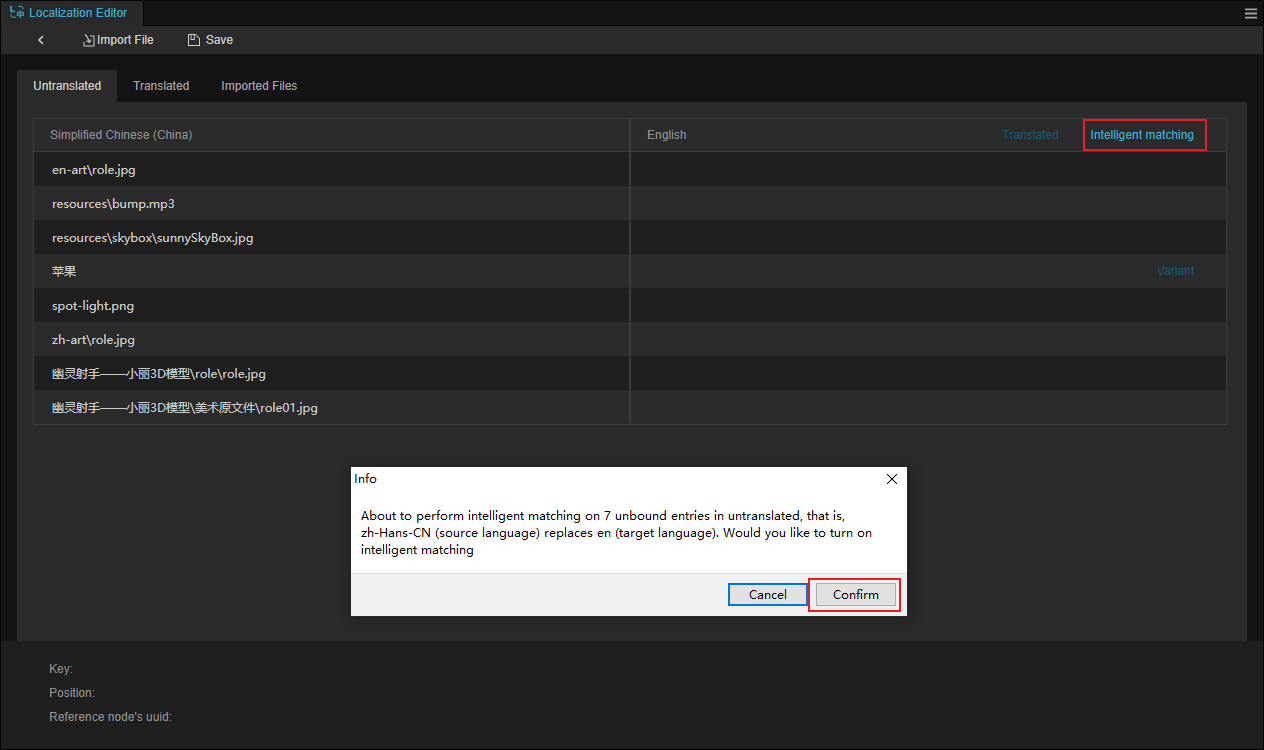 Localization Editor
Import File Save
Untranslated Translated Imported Files
Simplified Chinese (China) English Translated Intelligent matching
en-art\role.jpg
resources\bump.mp3
resources\skybox\sunnySkyBox.jpg
苹果 Variant
spot-light.png
zh-art\role.jpg
幽灵射手——小丽3D模型\role\role.jpg
幽灵射手——小丽3D模型\美术原文件\role01.jpg
Info
About to perform intelligent matching on 7 unbound entries in untranslated, that is,
zh-Hans-CN (source language) replaces en (target language). Would you like to turn on
intelligent matching
Cancel Confirm
Key:
Position:
Reference node's uuid: